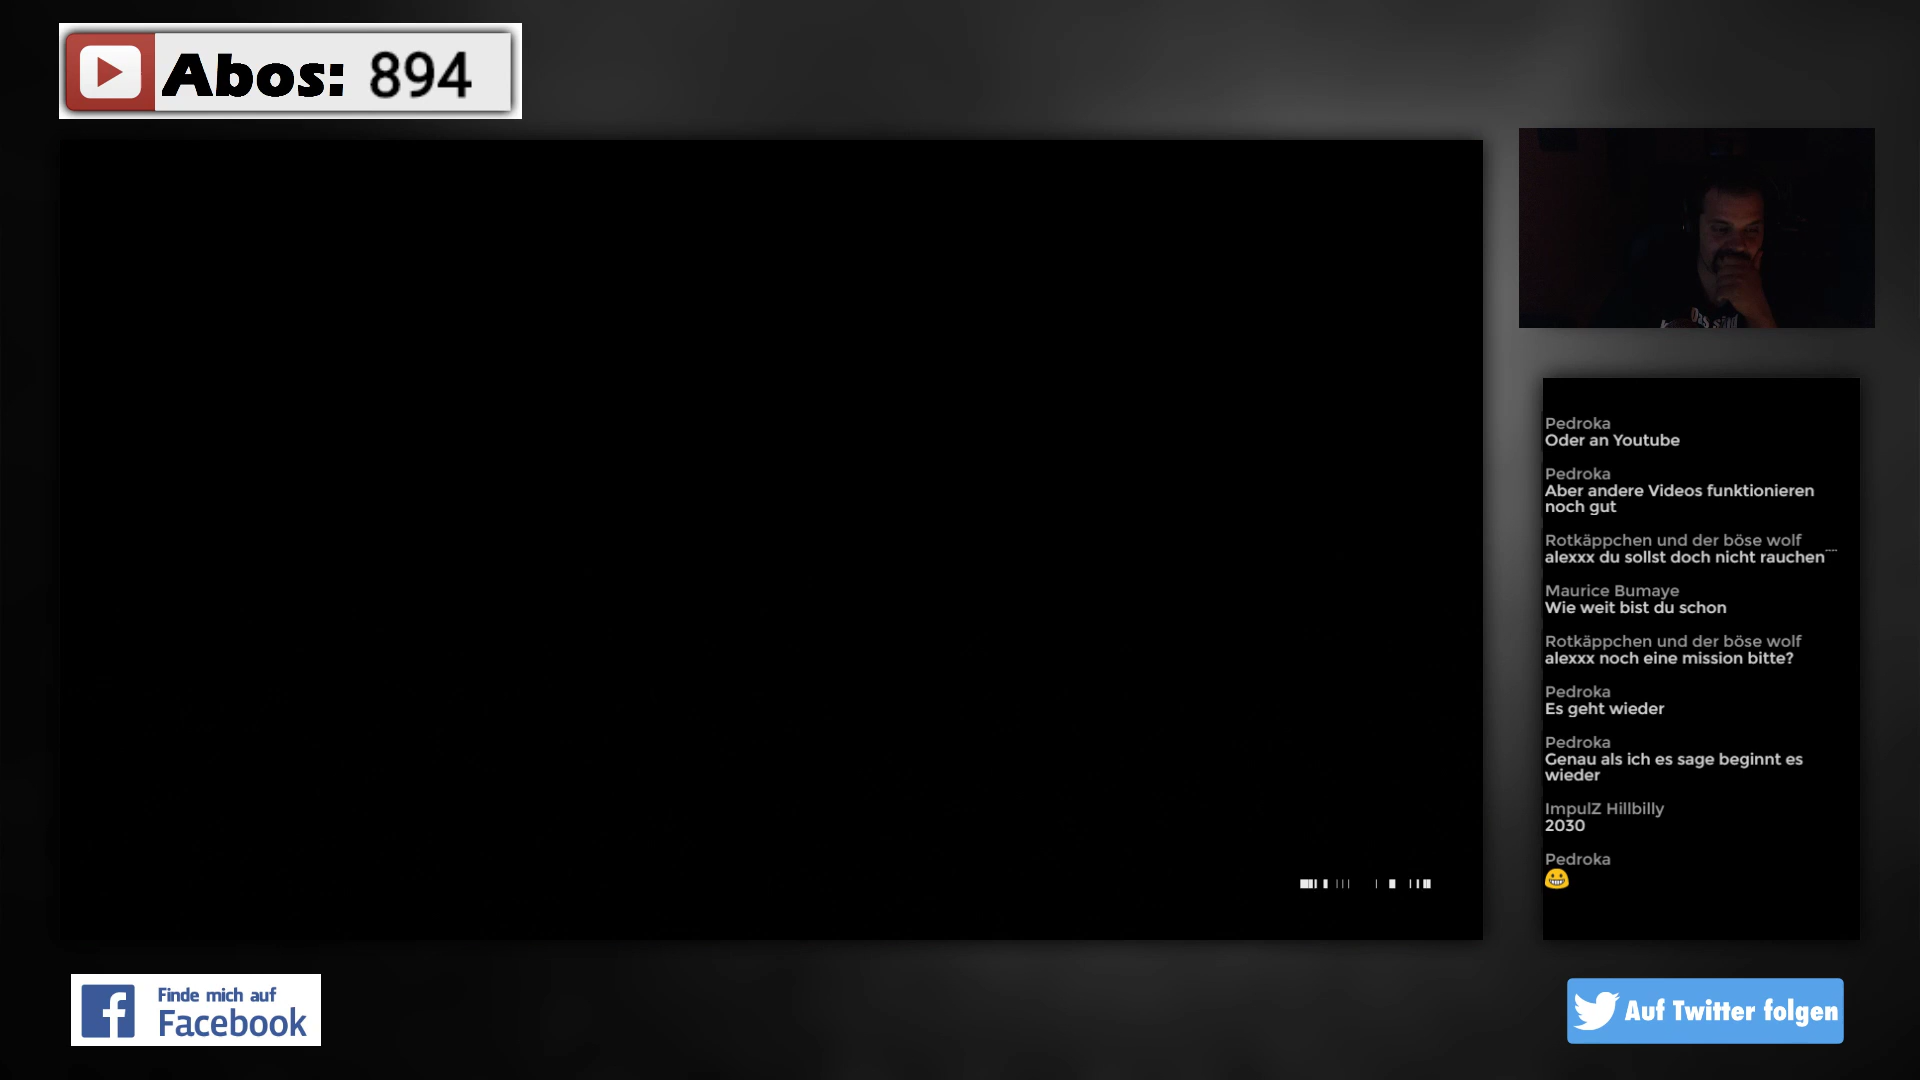 Abos: 894
Pedroka
Oder an Youtube
Pedroka
Aber andere Videos funktionieren
noch gut
Rotkäppchen und der böse wolf
alexxx du sollst doch nicht rauchen
Maurice Bumaye
Wie weit bist du schon
Rotkäppchen und der böse wolf
alexxx noch eine mission bitte?
Pedroka
Es geht wieder
Pedroka
Genau als ich es sage beginnt es
wieder
ImpulZ Hillbilly
2030
Pedroka
😀
Finde mich auf
Facebook
Auf Twitter folgen